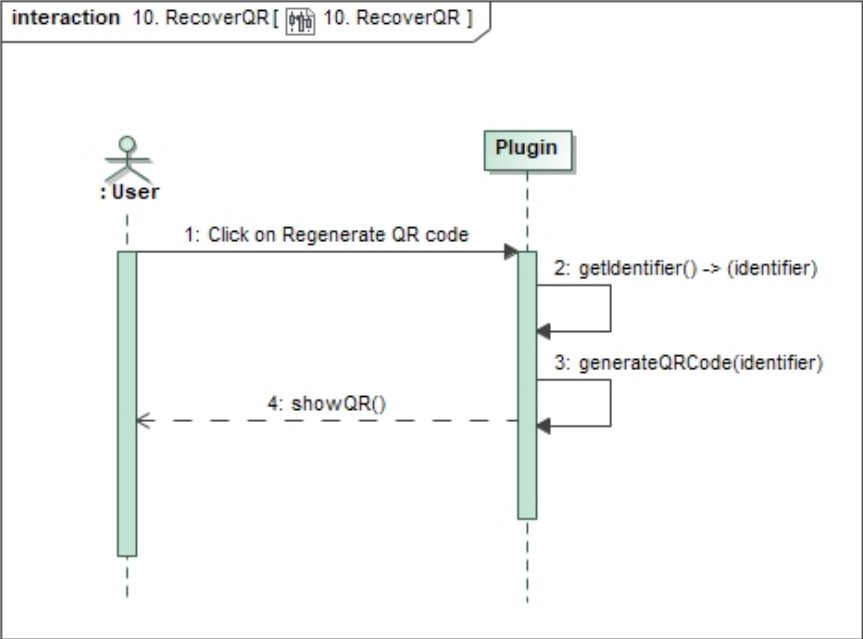 interaction 10. RecoverQR [ 10. RecoverQR ]
Plugin
: User
1: Click on Regenerate QR code
2: getIdentifier() -> (identifier)
3: generateQRCode(identifier)
4: showQR()